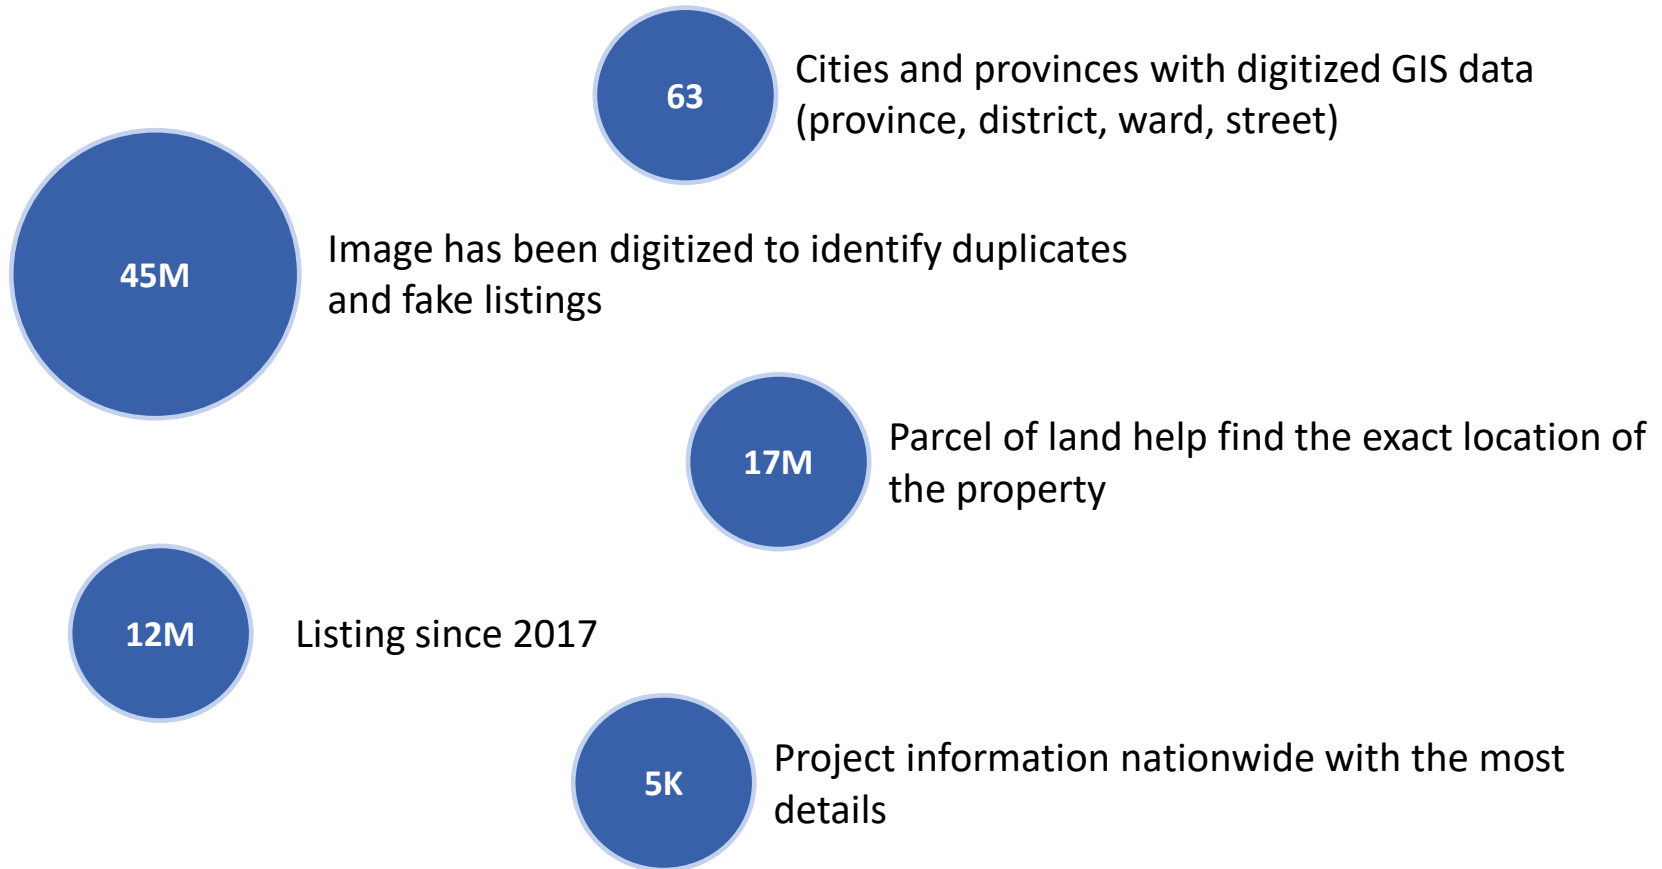 63
Cities and provinces with digitized GIS data
(province, district, ward, street)
45M
Image has been digitized to identify duplicates
and fake listings
17M
Parcel of land help find the exact location of
the property
12M
Listing since 2017
5K
Project information nationwide with the most
details